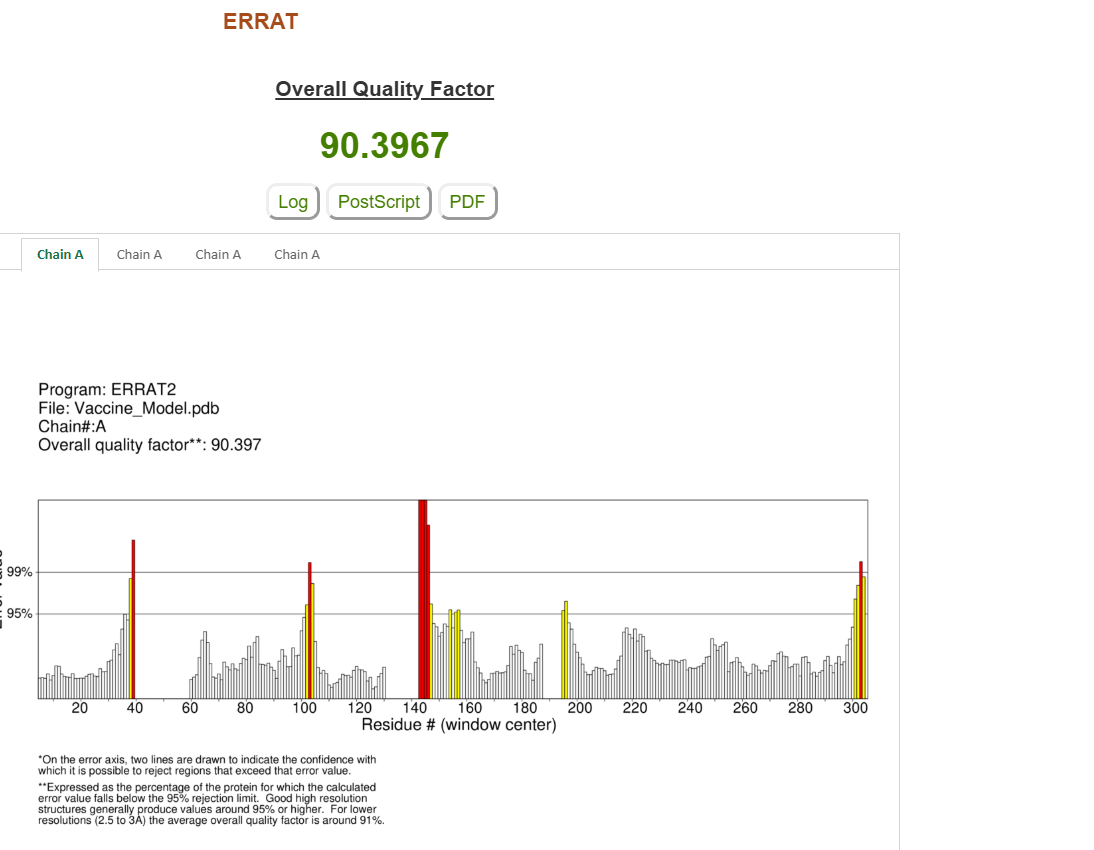 ERRAT
Overall Quality Factor
90.3967
Log PostScript PDF
Chain A Chain A Chain A Chain A
Program: ERRAT2
File: Vaccine_Model.pdb
Chain#:A
Overall quality factor**: 90.397
99%
95%
20 40 60 80 100 120 140 160 180 200 220 240 260 280 300
Residue # (window center)
*On the error axis, two lines are drawn to indicate the confidence with
which it is possible to reject regions that exceed that error value.
**Expressed as the percentage of the protein for which the calculated
error value falls below the 95% rejection limit. Good high resolution
structures generally produce values around 95% or higher. For lower
resolutions (2.5 to 3A) the average overall quality factor is around 91%.